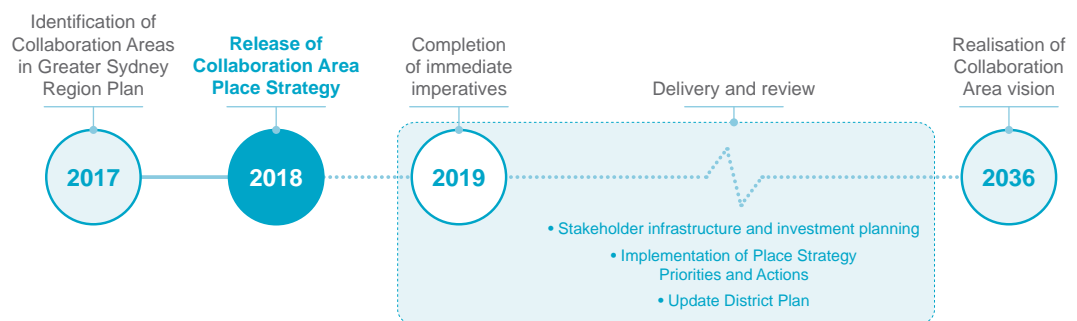 Identification of
Collaboration Areas
in Greater Sydney
Region Plan
Release of
Collaboration Area
Place Strategy
Completion
of immediate
imperatives
Delivery and review
Realisation of
Collaboration
Area vision
2017
2018
2019
2036
• Stakeholder infrastructure and investment planning
• Implementation of Place Strategy
Priorities and Actions
• Update District Plan